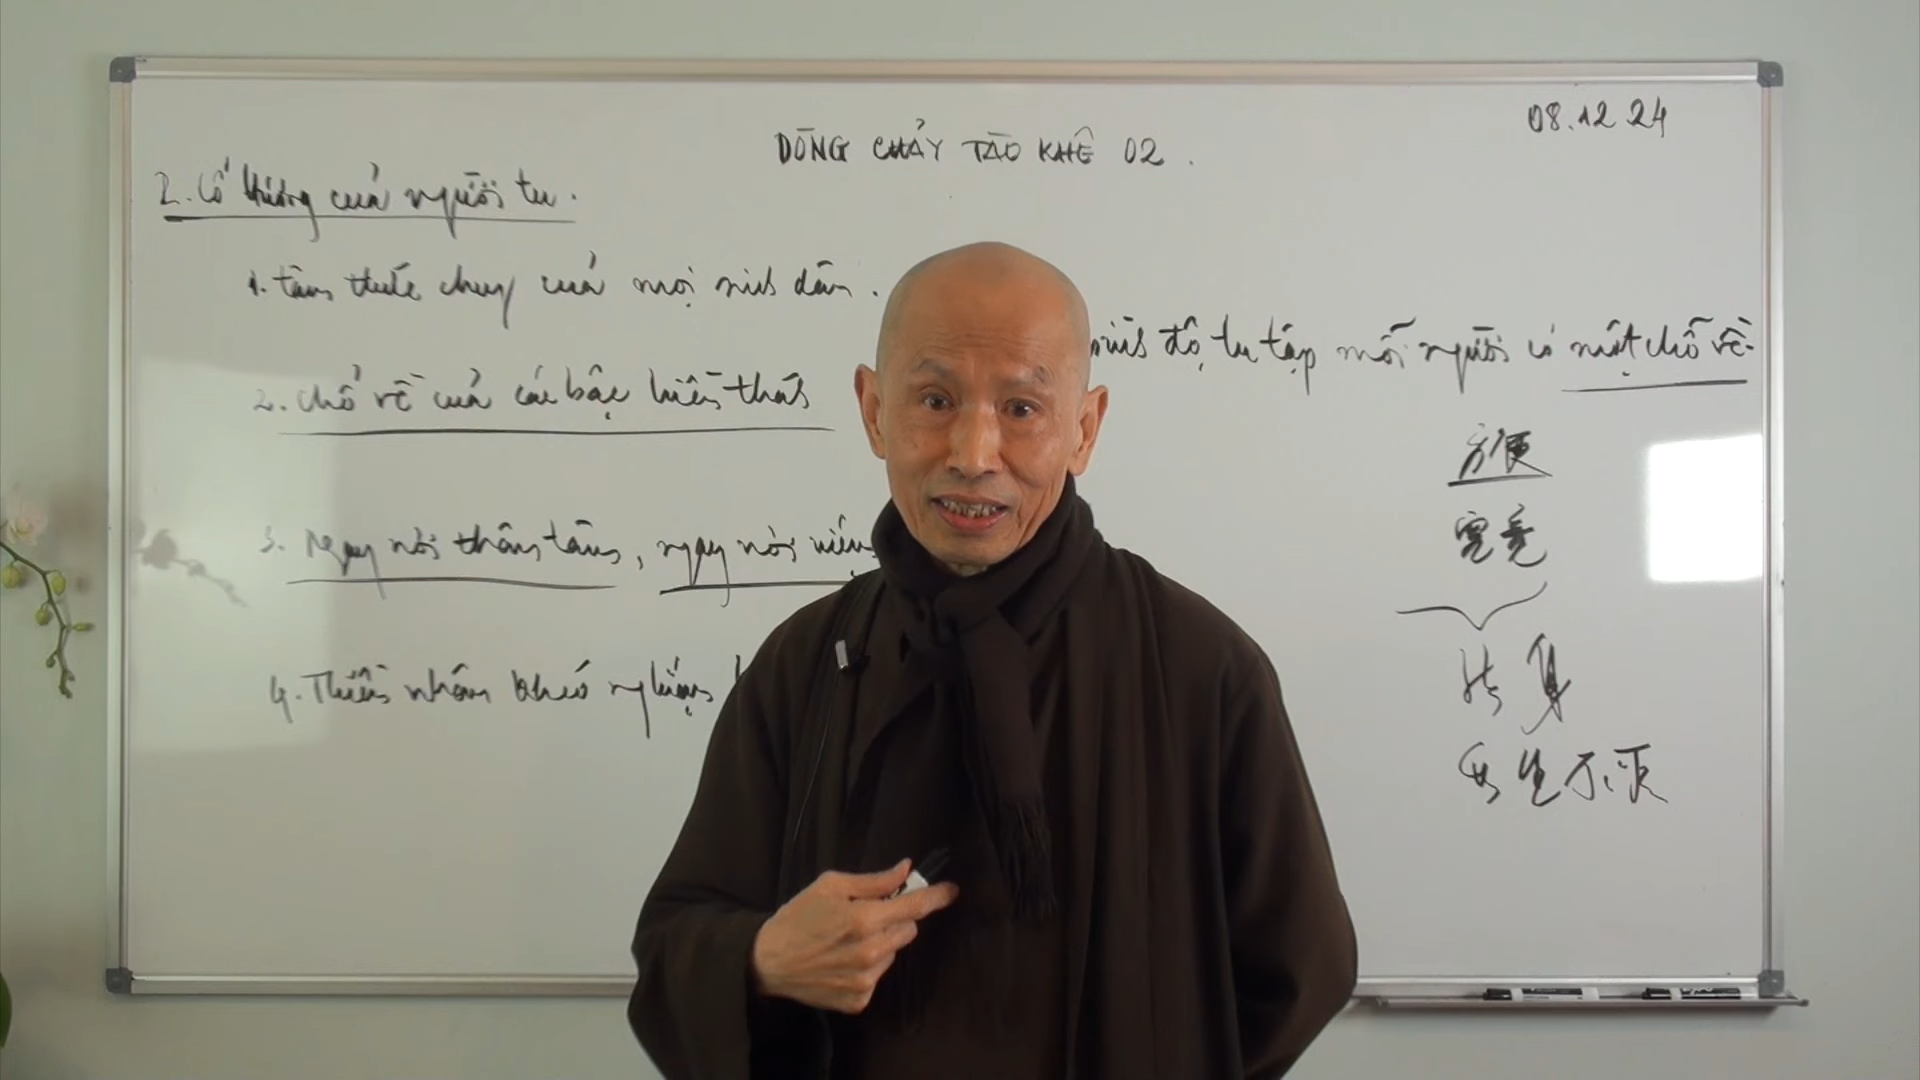 08.12.24
DÒNG CHẢY TÀO KHÊ 02.
2. Cố hương của người tu.
1. tâm thức chung của mọi sinh dân.
độ tu tập mỗi người có một chỗ về.
2. chỗ về của các bậc hiền thánh
方便
究竟
3. Ngay nơi thân tâm, ngay nơi
4. Thiền nhân khéo nghiệm
生不